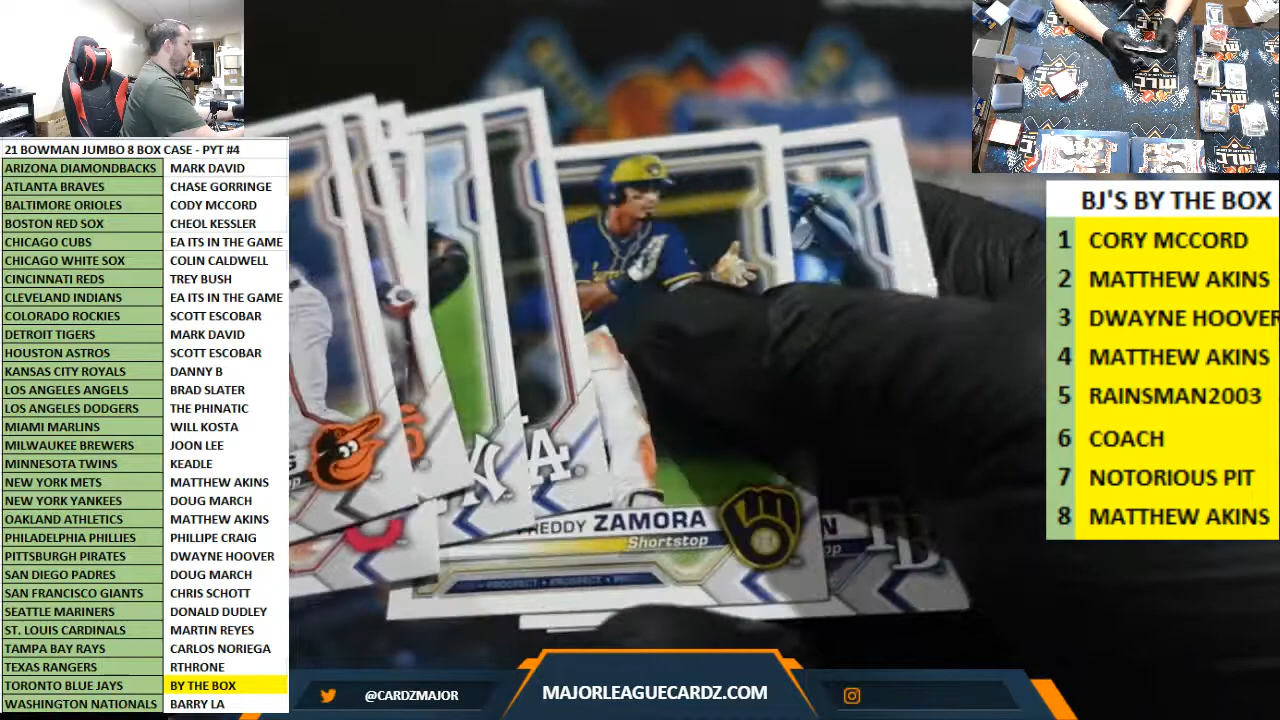 21 BOWMAN JUMBO 8 BOX CASE - PYT #4
ARIZONA DIAMONDBACKS MARK DAVID
ATLANTA BRAVES CHASE GORRINGE
BALTIMORE ORIOLES CODY MCCORD
BOSTON RED SOX CHEOL KESSLER
CHICAGO CUBS EA ITS IN THE GAME
CHICAGO WHITE SOX COLIN CALDWELL
CINCINNATI REDS TREY BUSH
CLEVELAND INDIANS EA ITS IN THE GAME
COLORADO ROCKIES SCOTT ESCOBAR
DETROIT TIGERS MARK DAVID
HOUSTON ASTROS SCOTT ESCOBAR
KANSAS CITY ROYALS DANNY B
LOS ANGELES ANGELS BRAD SLATER
LOS ANGELES DODGERS THE PHINATIC
MIAMI MARLINS WILL KOSTA
MILWAUKEE BREWERS JOON LEE
MINNESOTA TWINS KEADLE
NEW YORK METS MATTHEW AKINS
NEW YORK YANKEES DOUG MARCH
OAKLAND ATHLETICS MATTHEW AKINS
PHILADELPHIA PHILLIES PHILLIPE CRAIG
PITTSBURGH PIRATES DWAYNE HOOVER
SAN DIEGO PADRES DOUG MARCH
SAN FRANCISCO GIANTS CHRIS SCHOTT
SEATTLE MARINERS DONALD DUDLEY
ST. LOUIS CARDINALS MARTIN REYES
TAMPA BAY RAYS CARLOS NORIEGA
TEXAS RANGERS RTHRONE
TORONTO BLUE JAYS BY THE BOX
WASHINGTON NATIONALS BARRY LA
LA
REDDY ZAMORA
Shortstop
PROSPECT • PROSPECT
TB
BJ'S BY THE BOX
1 CORY MCCORD
2 MATTHEW AKINS
3 DWAYNE HOOVER
4 MATTHEW AKINS
5 RAINSMAN2003
6 COACH
7 NOTORIOUS PIT
8 MATTHEW AKINS
@CARDZMAJOR
MAJORLEAGUECARDZ.COM